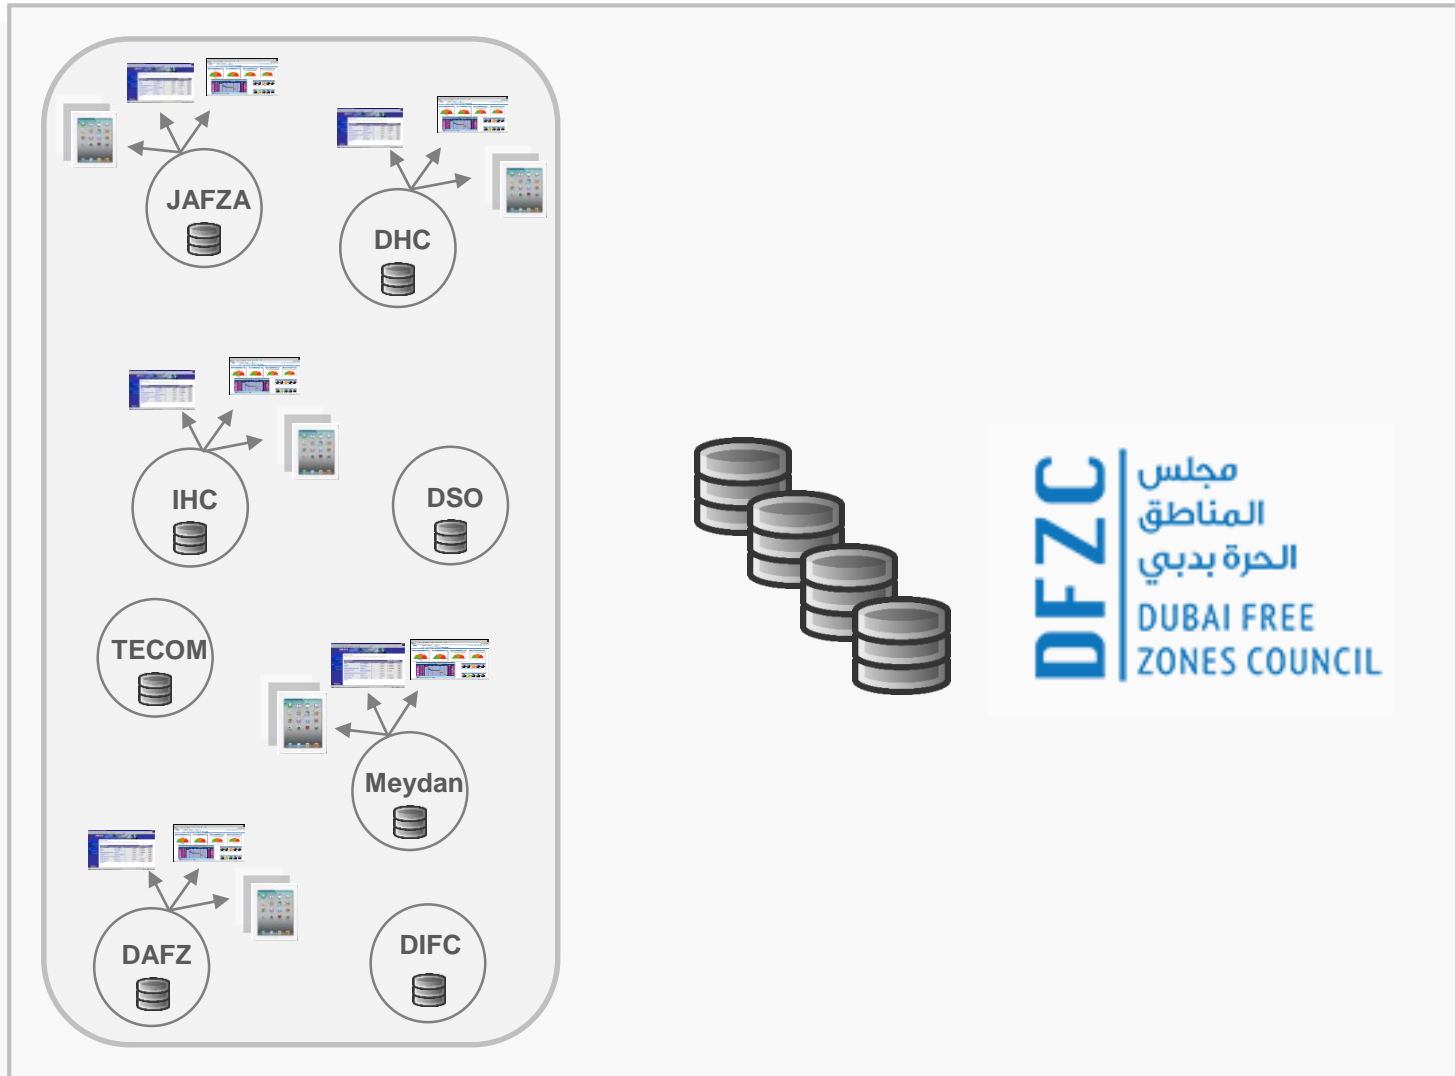 JAFZA
DHC
IHC
DSO
TECOM
Meydan
DAFZ
DIFC
DFZC
مجلس
المناطق
الحرة بدبي
DUBAI FREE
ZONES COUNCIL